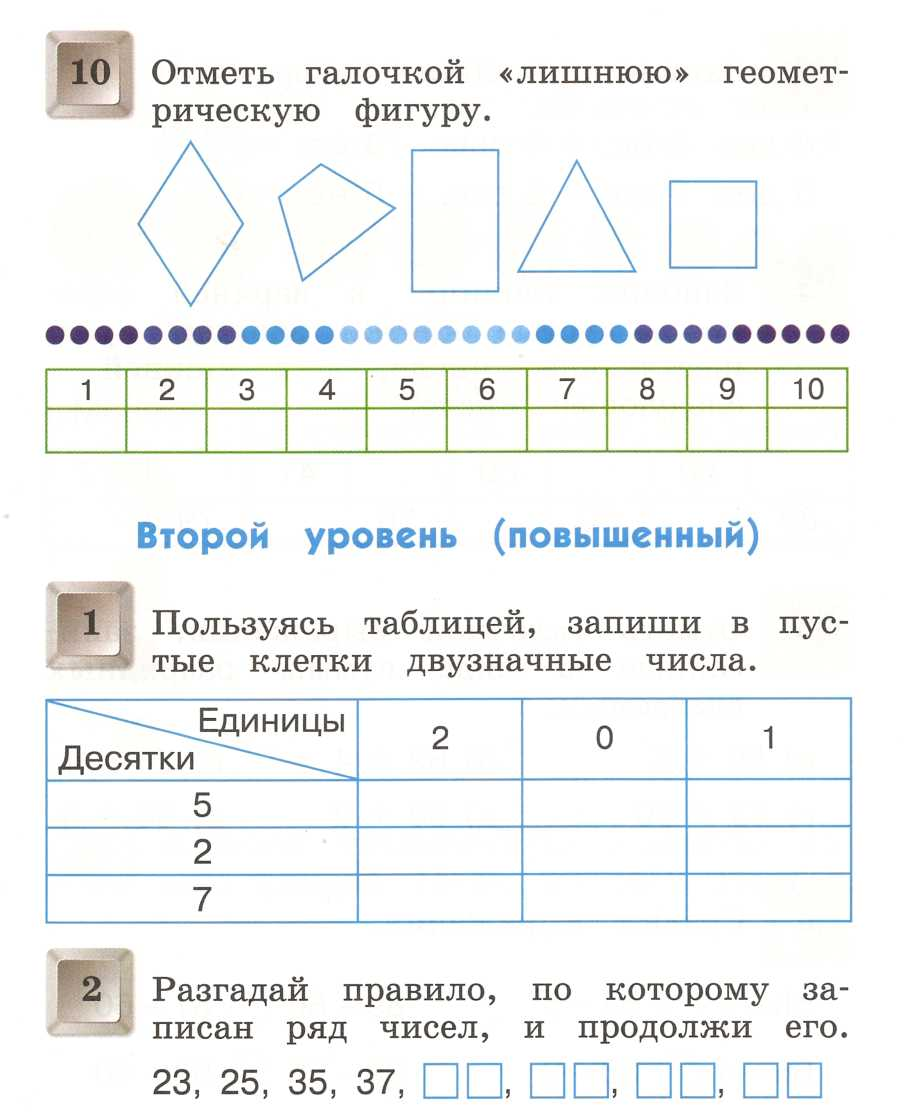 10
Отметь галочкой «лишнюю» геомет-
рическую фигуру.
1 2 3 4 5 6 7 8 9 10
Второй уровень (повышенный)
1
Пользуясь таблицей, запиши в пус-
тые клетки двузначные числа.
Единицы 2 0 1
Десятки
5
2
7
2
Разгадай правило, по которому за-
писан ряд чисел, и продолжи его.
23, 25, 35, 37, , , ,